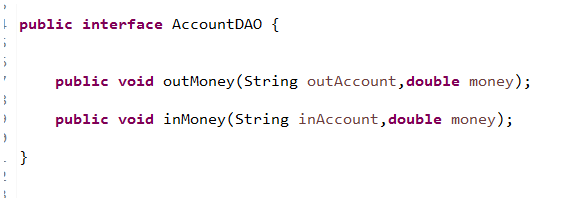 public interface AccountDAO {
public void outMoney(String outAccount,double money);
public void inMoney(String inAccount,double money);
}